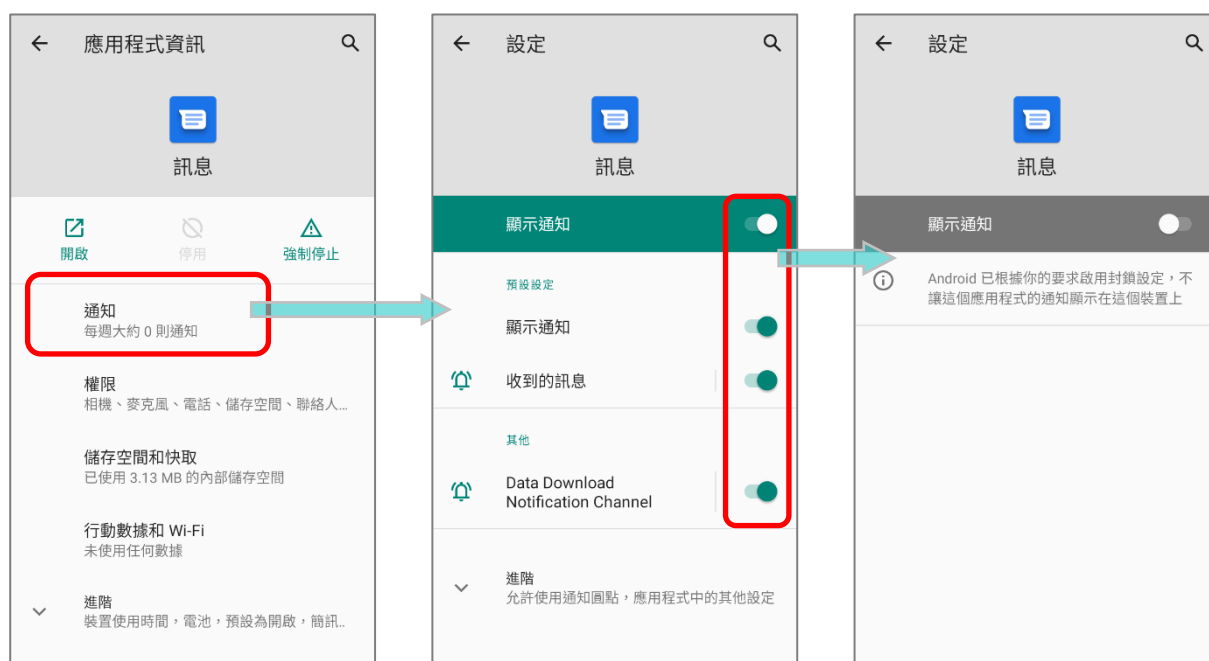 應用程式資訊
訊息
開啟
停用
強制停止
通知
每週大約 0 則通知
權限
相機、麥克風、電話、儲存空間、聯絡人...
儲存空間和快取
已使用 3.13 MB 的內部儲存空間
行動數據和 Wi-Fi
未使用任何數據
進階
裝置使用時間，電池，預設為開啟，簡訊..
設定
訊息
顯示通知
預設設定
顯示通知
收到的訊息
其他
Data Download
Notification Channel
進階
允許使用通知圓點，應用程式中的其他設定
設定
訊息
顯示通知
Android 已根據你的要求啟用封鎖設定，不
讓這個應用程式的通知顯示在這個裝置上